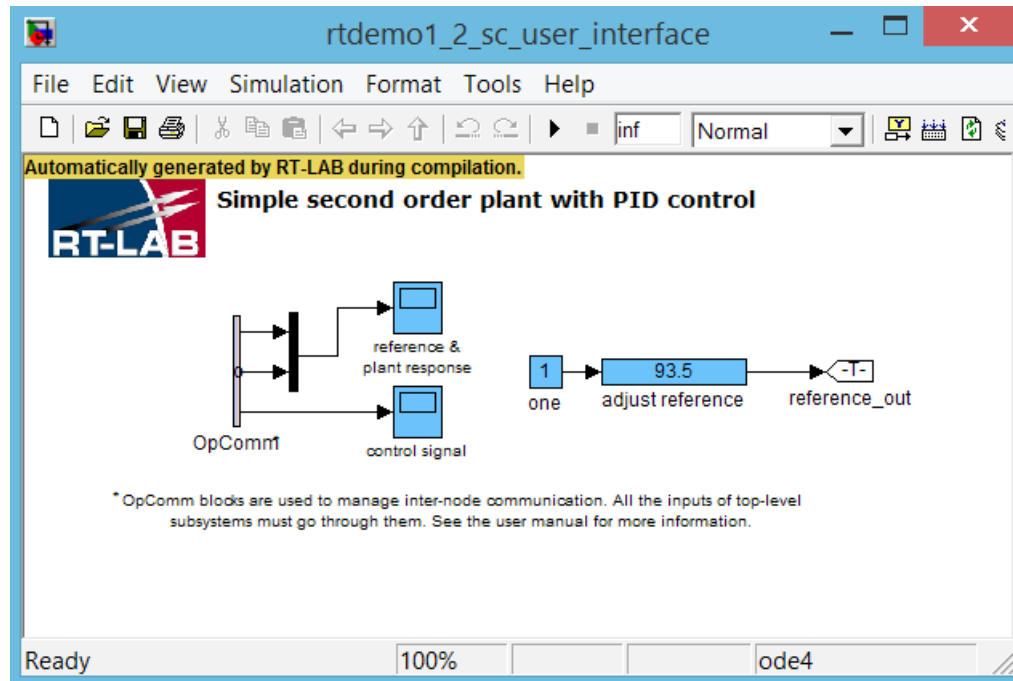 rtdemo1_2_sc_user_interface
File Edit View Simulation Format Tools Help
inf Normal
Automatically generated by RT-LAB during compilation.
Simple second order plant with PID control
RT-LAB
reference &
plant response
1 93.5 -T-
one adjust reference reference_out
OpComm1
control signal
* OpComm blocks are used to manage inter-node communication. All the inputs of top-level
subsystems must go through them. See the user manual for more information.
Ready 100% ode4